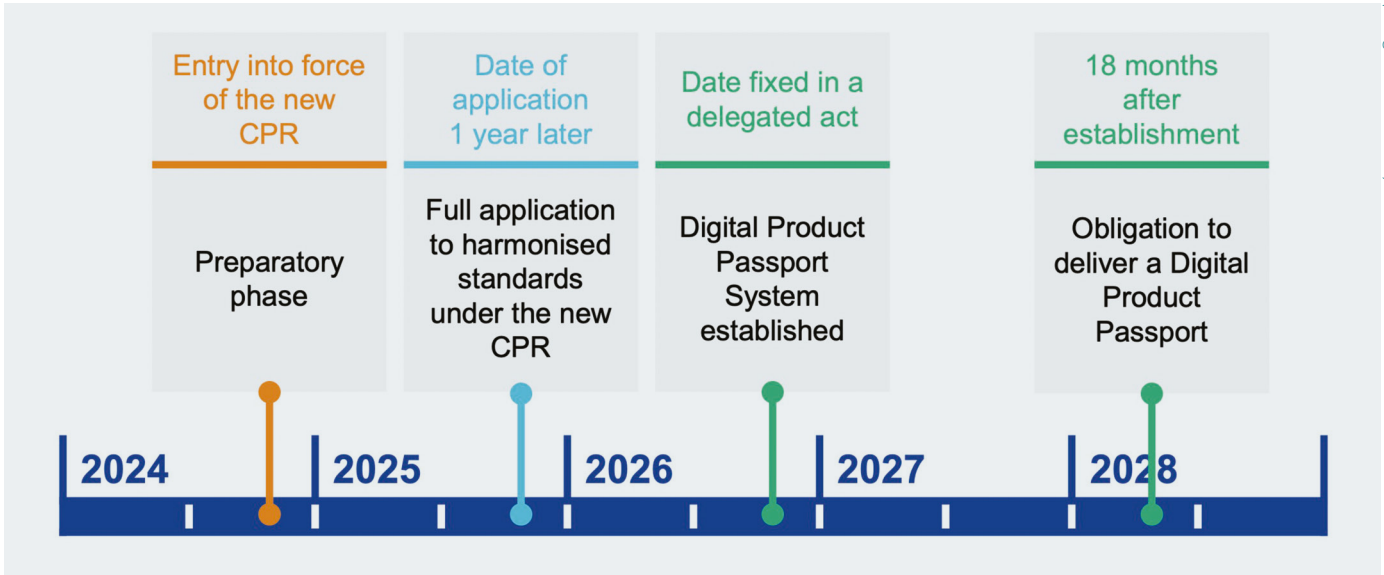 Entry into force
of the new
CPR
Preparatory
phase
Date of
application
1 year later
Full application
to harmonised
standards
under the new
CPR
Date fixed in a
delegated act
Digital Product
Passport
System
established
18 months
after
establishment
Obligation to
deliver a Digital
Product
Passport
2024
2025
2026
2027
2028